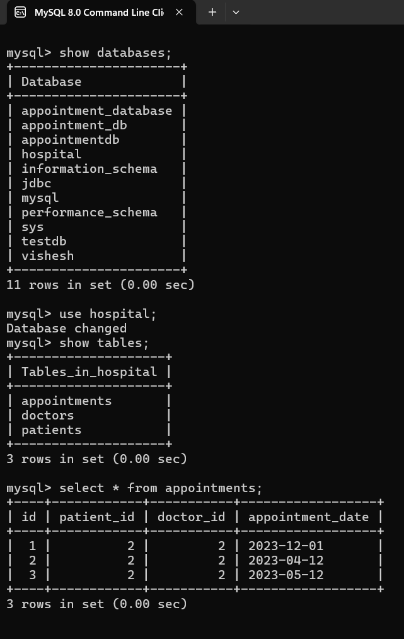 MySQL 8.0 Command Line Cli
mysql> show databases;
+----------------------+
| Database             |
+----------------------+
| appointment_database |
| appointment_db       |
| appointmentdb        |
| hospital             |
| information_schema   |
| jdbc                 |
| mysql                |
| performance_schema   |
| sys                  |
| testdb               |
| vishesh              |
+----------------------+
11 rows in set (0.00 sec)
mysql> use hospital;
Database changed
mysql> show tables;
+--------------------+
| Tables_in_hospital |
+--------------------+
| appointments       |
| doctors            |
| patients           |
+--------------------+
3 rows in set (0.00 sec)
mysql> select * from appointments;
+----+------------+-----------+------------------+
| id | patient_id | doctor_id | appointment_date |
+----+------------+-----------+------------------+
|  1 |          2 |         2 | 2023-12-01       |
|  2 |          2 |         2 | 2023-04-12       |
|  3 |          2 |         2 | 2023-05-12       |
+----+------------+-----------+------------------+
3 rows in set (0.00 sec)